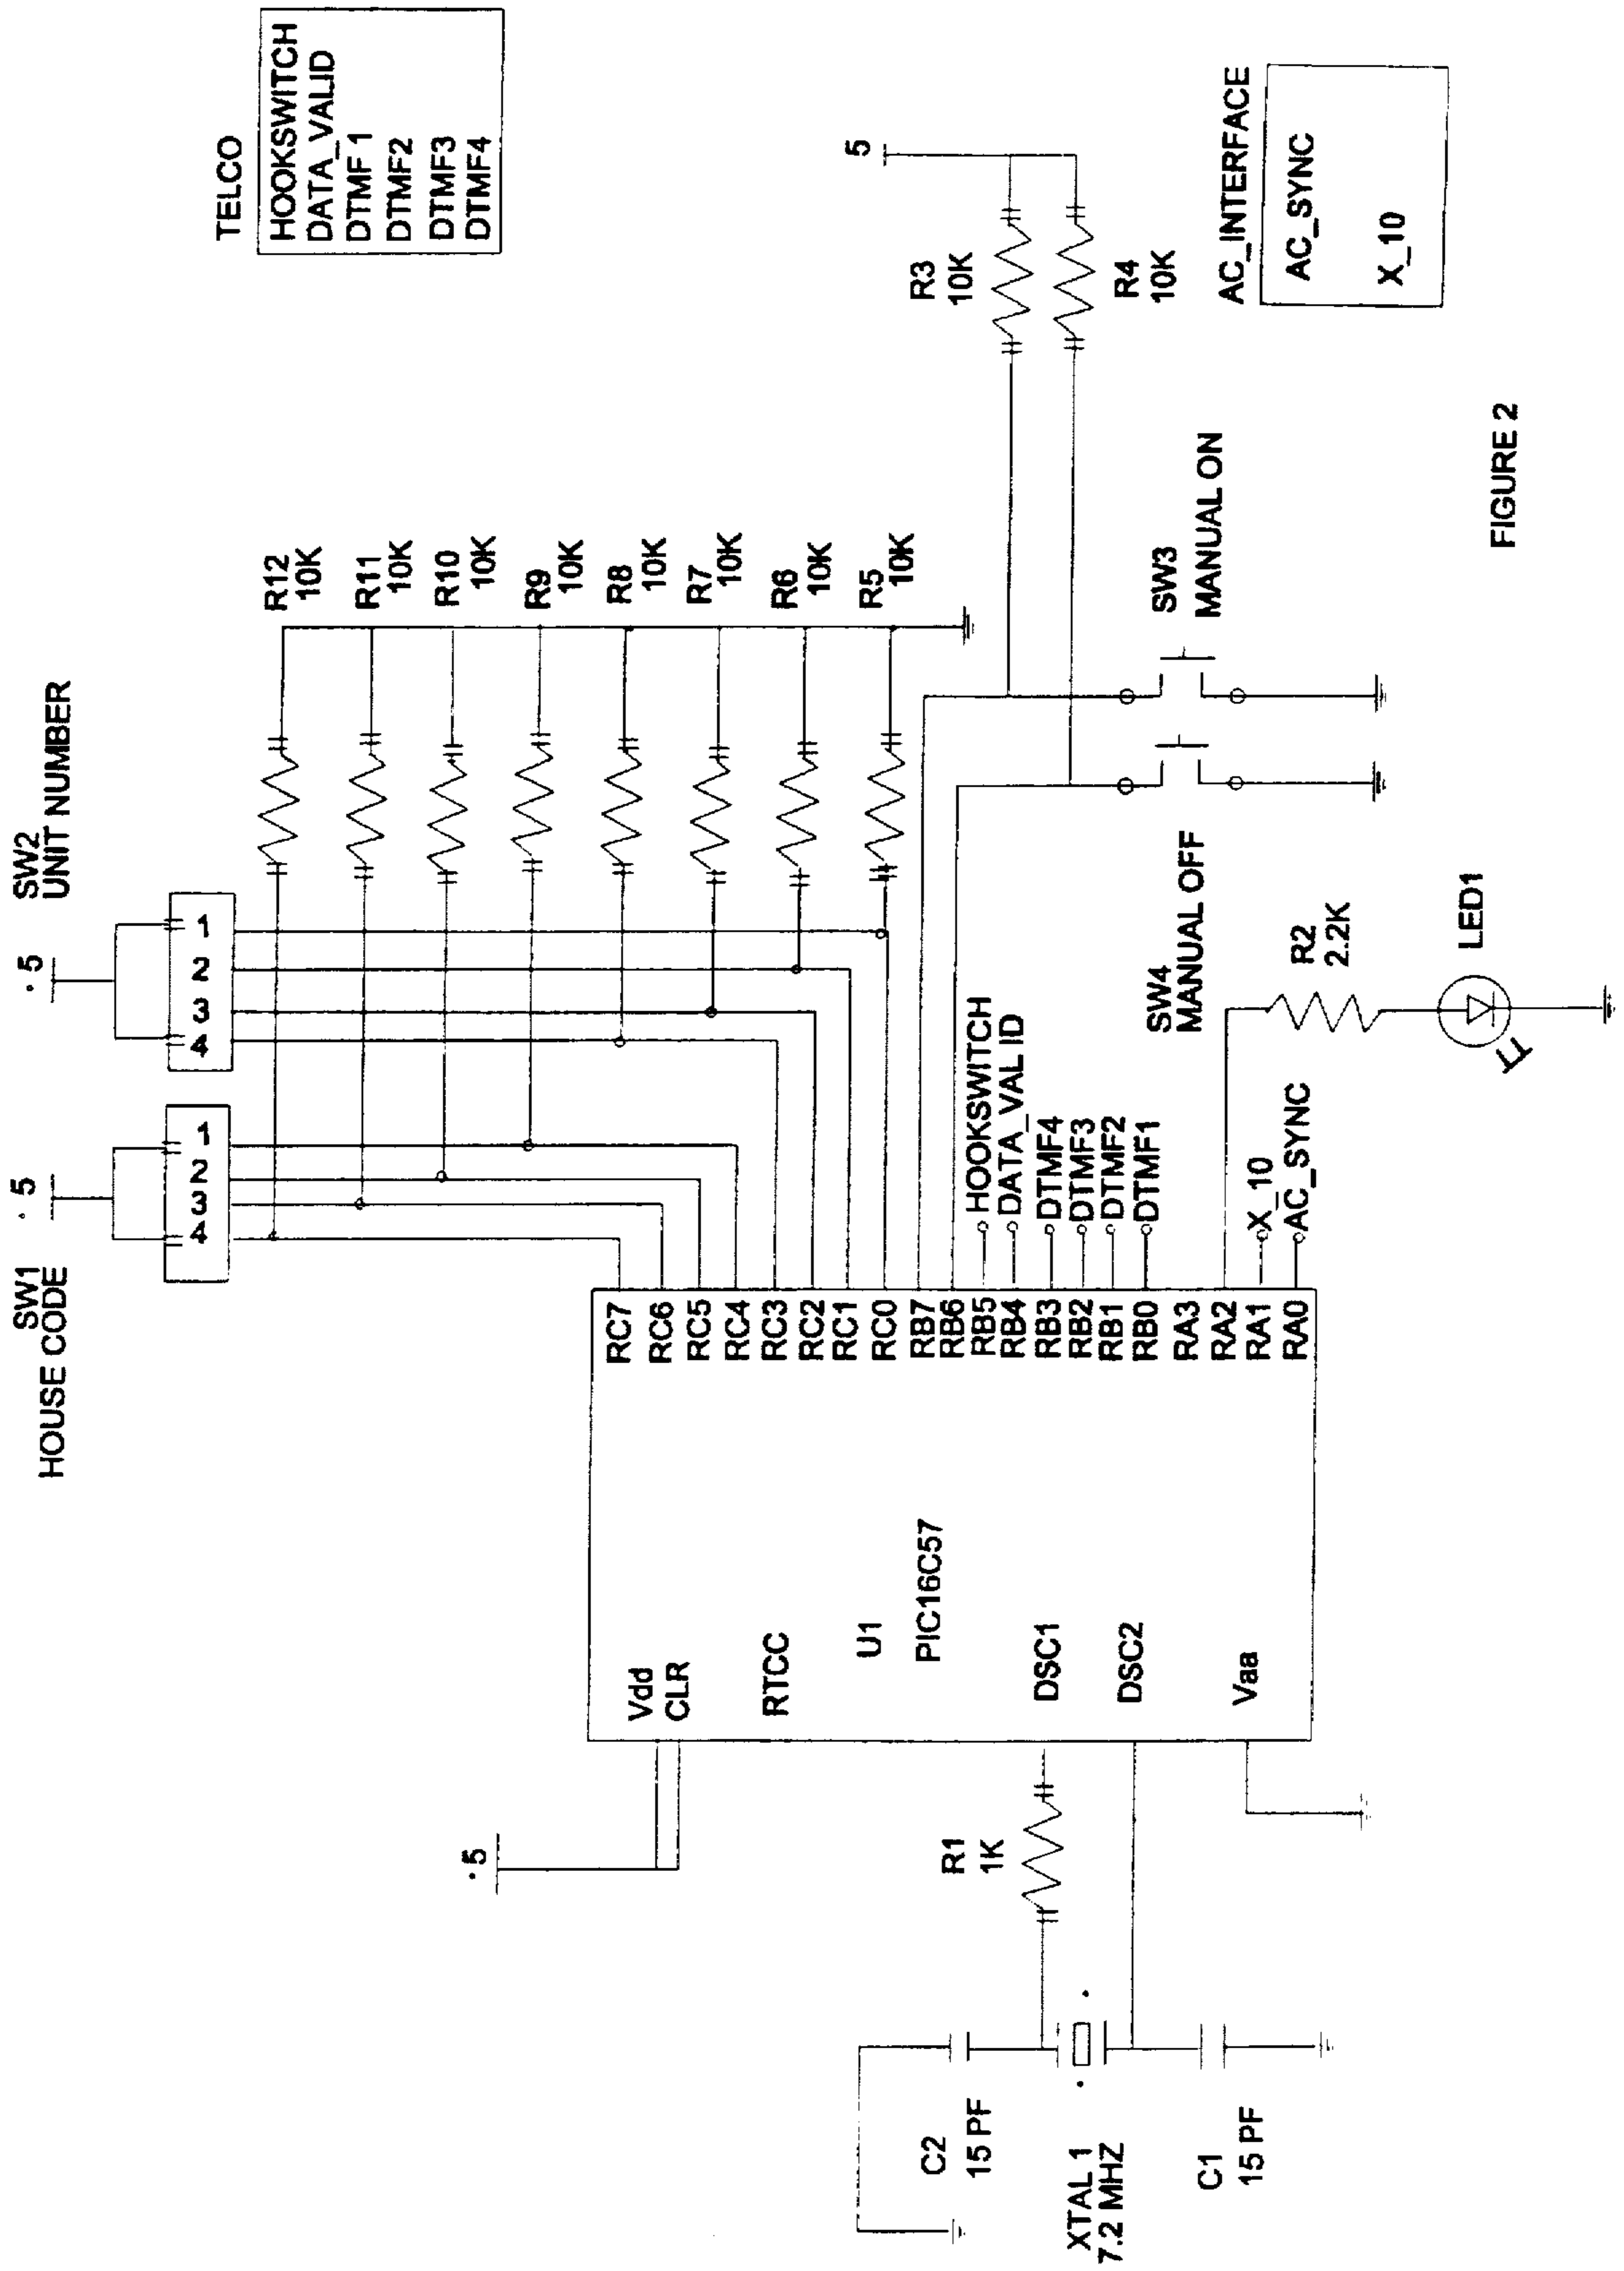 SW1
HOUSE CODE
. 5
4 3 2 1
SW2
UNIT NUMBER
. 5
4 3 2 1
TELCO
HOOKSWITCH
DATA_VALID
DTMF 1
DTMF2
DTMF3
DTMF4
R12
10K
R11
10K
R10
10K
R9
10K
R8
10K
R7
10K
R6
10K
R5
10K
. 5
Vdd
CLR
RTCC
U1
PIC16C57
DSC1
DSC2
Vaa
RC7
RC6
RC5
RC4
RC3
RC2
RC1
RC0
RB7
RB6
RB5
RB4
RB3
RB2
RB1
RB0
RA3
RA2
RA1
RA0
HOOKSWITCH
DATA_VALID
DTMF4
DTMF3
DTMF2
DTMF1
X_10
AC_SYNC
5
R3
10K
R4
10K
AC_INTERFACE
AC_SYNC
X_10
SW3
MANUAL ON
SW4
MANUAL OFF
R2
2.2K
LED1
R1
1K
C2
15 PF
XTAL 1
7.2 MHZ
C1
15 PF
FIGURE 2